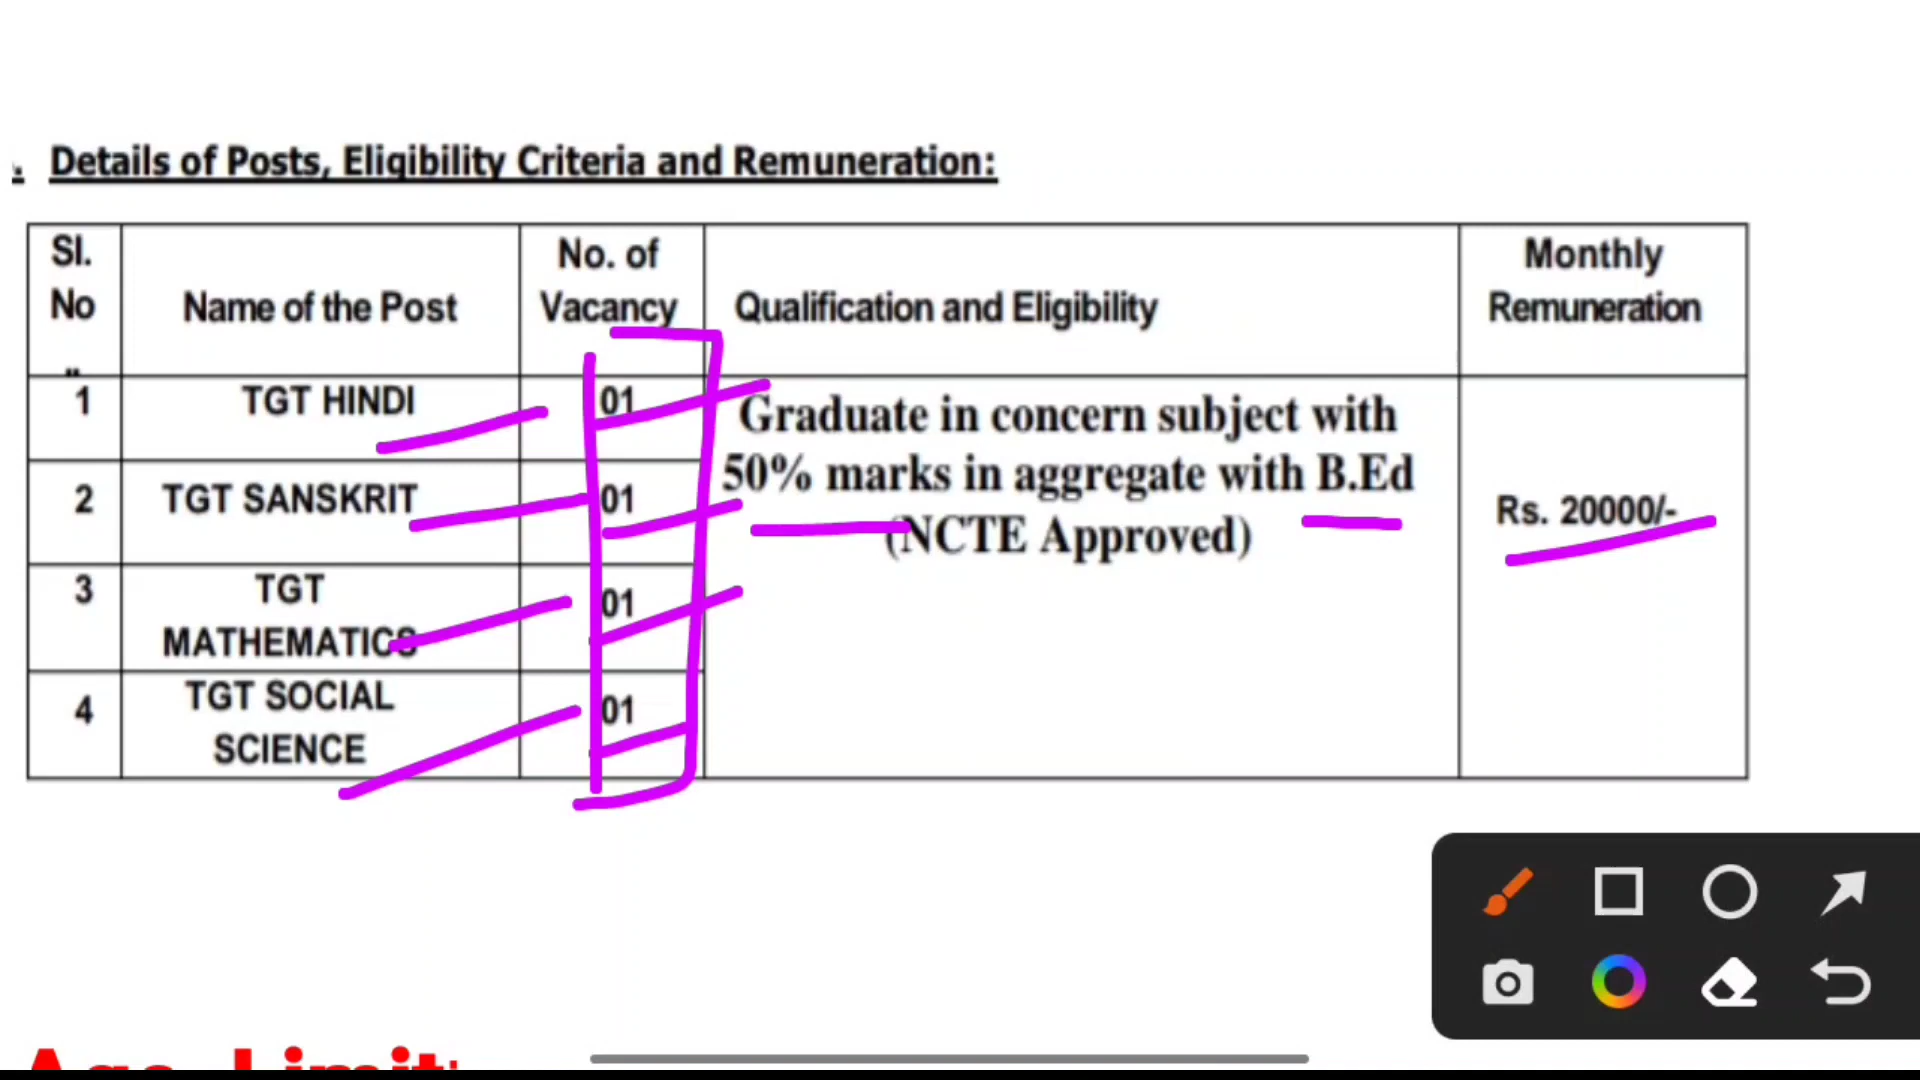 . Details of Posts, Eligibility Criteria and Remuneration:
Sl.
No
..
Name of the Post
No. of
Vacancy
Qualification and Eligibility
Monthly
Remuneration
1
TGT HINDI
01
Graduate in concern subject with
50% marks in aggregate with B.Ed
(NCTE Approved)
Rs. 20000/-
2
TGT SANSKRIT
01
3
TGT
MATHEMATICS
01
4
TGT SOCIAL
SCIENCE
01
Age Limit: